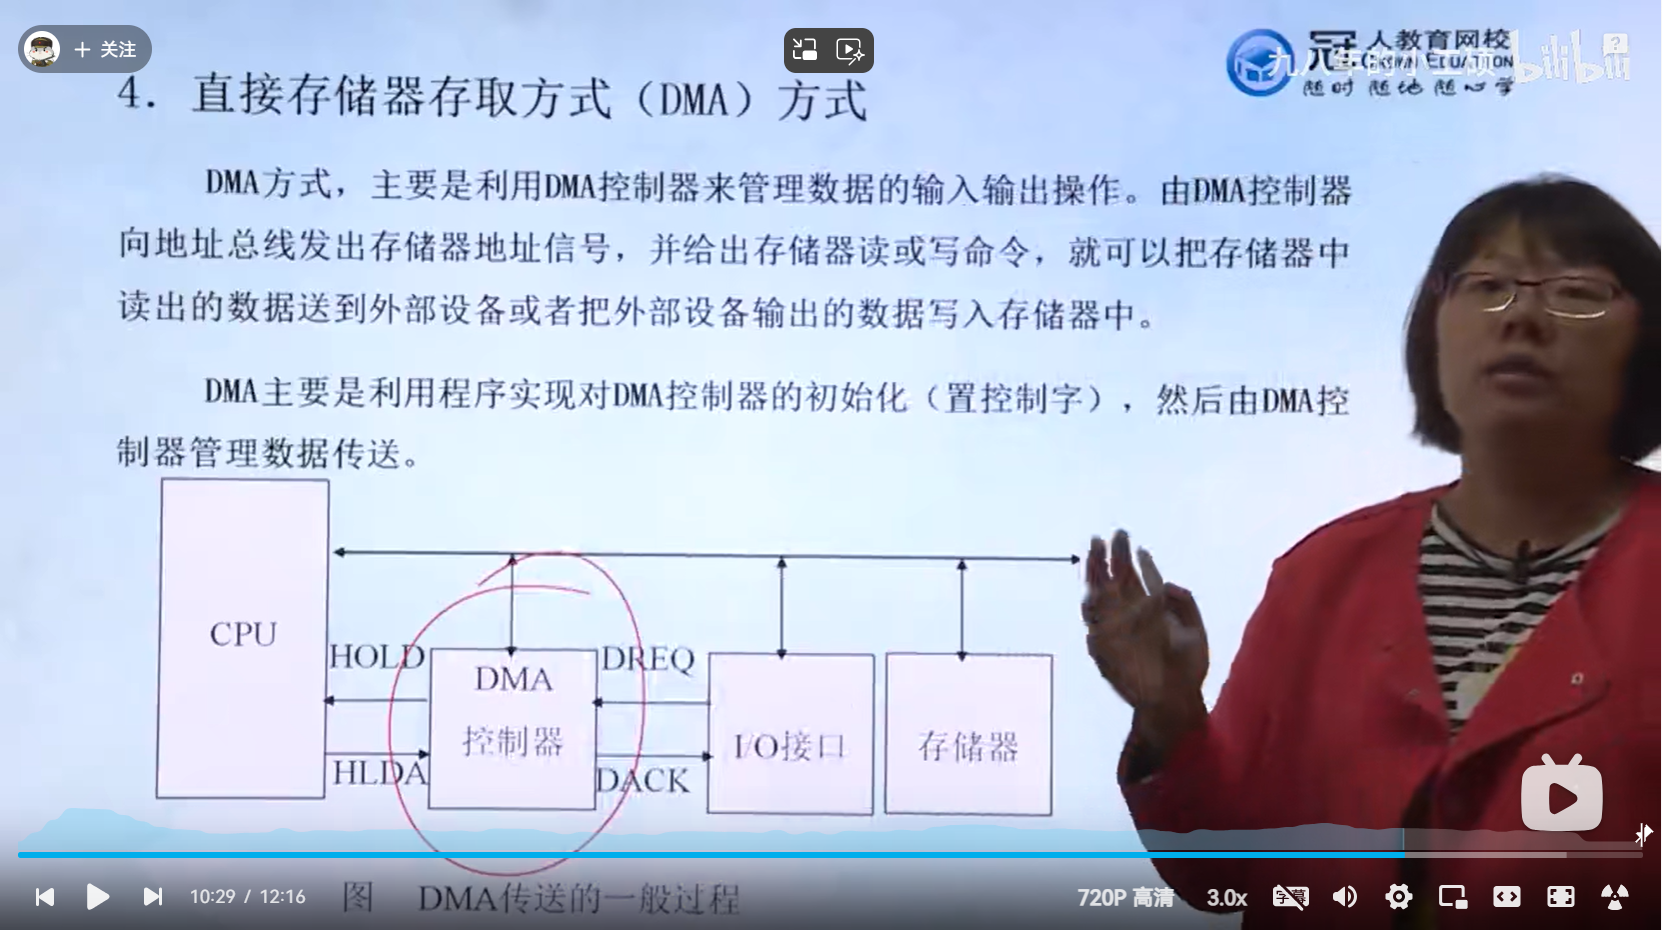 关注
冠人教育网校
CROWN EDUATION
随时 随地 随心学
bilibili
4. 直接存储器存取方式（DMA）方式
DMA方式，主要是利用DMA控制器来管理数据的输入输出操作。由DMA控制器
向地址总线发出存储器地址信号，并给出存储器读或写命令，就可以把存储器中
读出的数据送到外部设备或者把外部设备输出的数据写入存储器中。
DMA主要是利用程序实现对DMA控制器的初始化（置控制字），然后由DMA控
制器管理数据传送。
CPU
HOLD
HLDA
DMA
控制器
DREQ
DACK
I/O接口
存储器
图 DMA传送的一般过程
10:29 / 12:16
720P 高清
3.0x
字幕